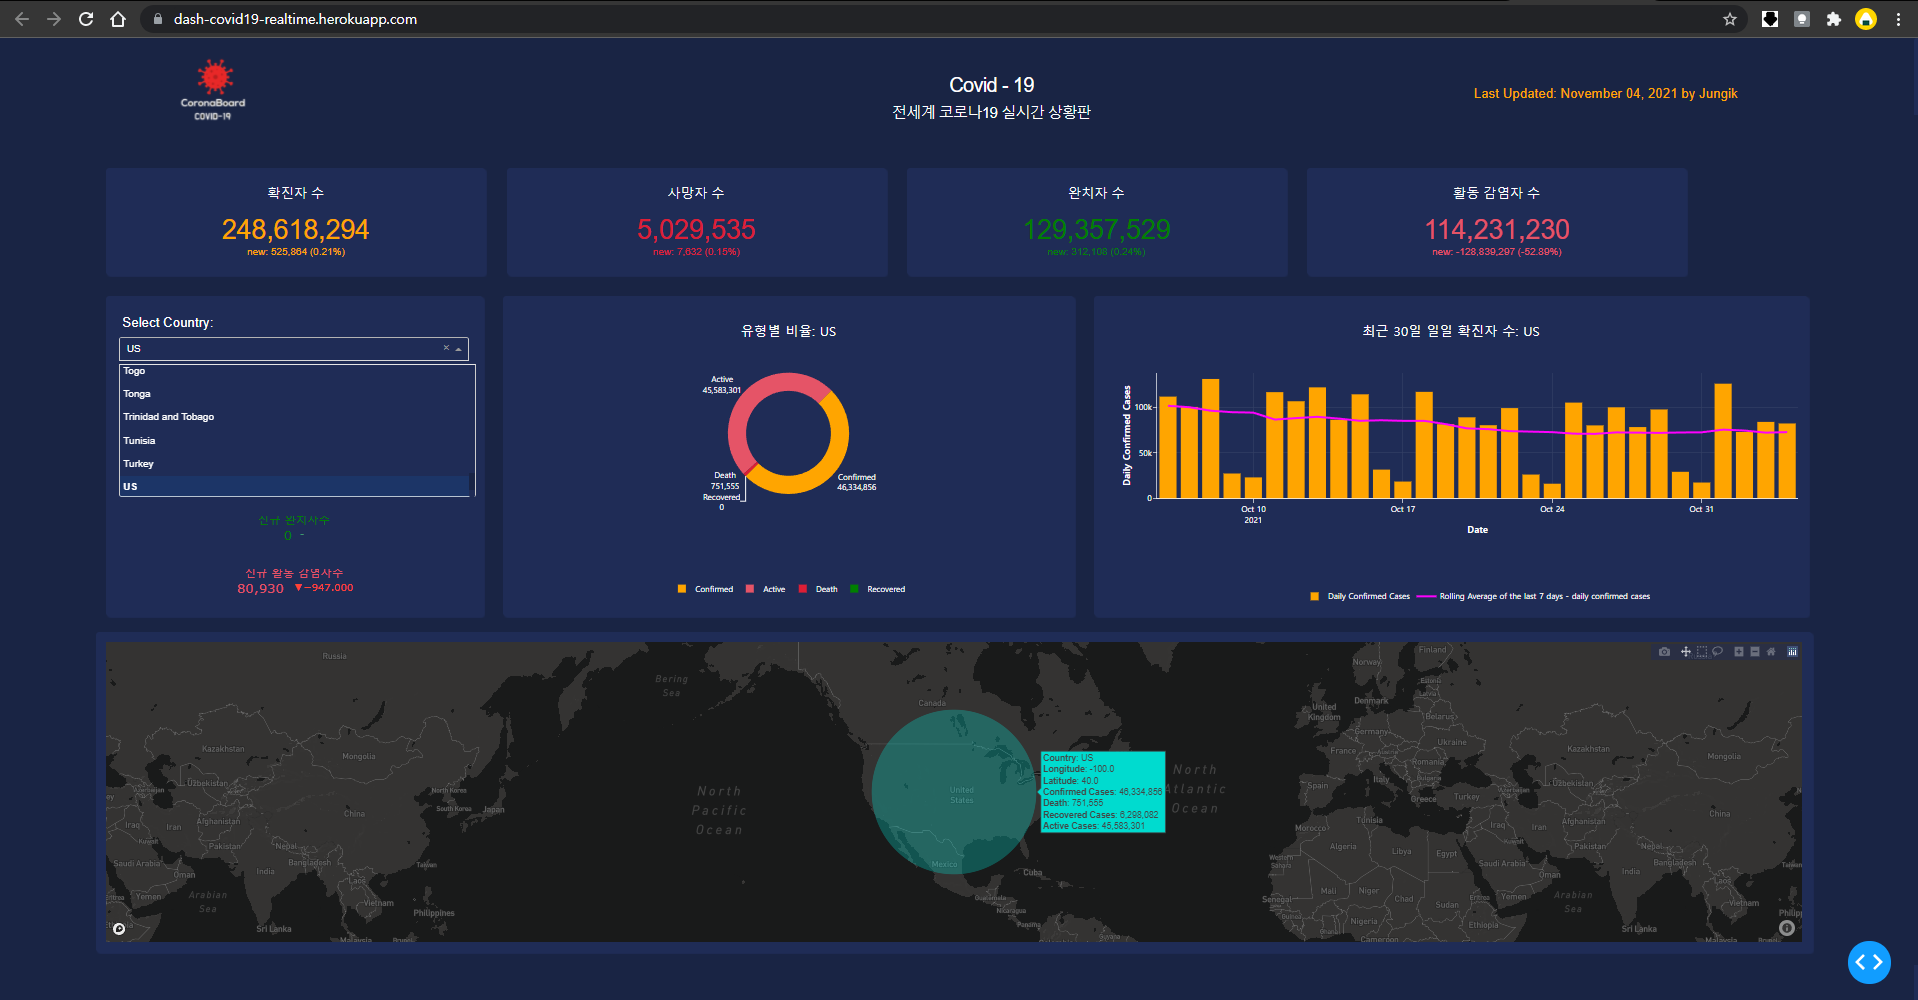 dash-covid19-realtime.herokuapp.com
CoronaBoard
COVID-19
Covid - 19
전세계 코로나19 실시간 상황판
Last Updated: November 04, 2021 by Jungik
확진자 수
248,618,294
new: 525,864 (0.21%)
사망자 수
5,029,535
new: 7,632 (0.15%)
완치자 수
129,357,529
new: 312,108 (0.24%)
활동 감염자 수
114,231,230
new: -128,839,297 (-52.89%)
Select Country:
US
Togo
Tonga
Trinidad and Tobago
Tunisia
Turkey
US
신규 완치자수
0 -
신규 활동 감염자수
80,930 ▼-947.000
유형별 비율: US
Active
45,583,301
Death
751,555
Recovered
0
Confirmed
46,334,856
Confirmed Active Death Recovered
최근 30일 일일 확진자 수: US
Daily Confirmed Cases
100k
50k
0
Oct 10
2021
Oct 17
Oct 24
Oct 31
Date
Daily Confirmed Cases
Rolling Average of the last 7 days - daily confirmed cases
Russia
Bering
Sea
Canada
Kazakhstan
Mongolia
Uzbekistan
Azerbaijan
North Korea
South Korea
Japan
China
Iraq
Iran
Afghanistan
Kuwait
Pakistan
Nepal
Bangladesh
Saudi Arabia
Oman
India
Taiwan
Laos
Eritrea
Yemen
Arabian
Sea
Vietnam
Philippines
Sri Lanka
Malaysia
North
Pacific
Ocean
United
States
Mexico
Cuba
Guatemala
Nicaragua
Panama
Country: US
Longitude: -100.0
Latitude: 40.0
Confirmed Cases: 46,334,856
Death: 751,555
Recovered Cases: 6,298,082
Active Cases: 45,583,301
North
Atlantic
Ocean
Finland
Norway
Estonia
Latvia
United
Kingdom
Denmark
Belarus
Germany
Ukraine
France
Austria
Romania
Italy
Bulgaria
Spain
Greece
Turkey
Azerbaijan
Uzbekistan
Kazakhstan
Mongolia
China
Morocco
Tunisia
Algeria
Libya
Egypt
Iraq
Iran
Afghanistan
Kuwait
Pakistan
Nepal
Bangladesh
Western
Sahara
Saudi Arabia
Oman
India
Taiwan
Laos
Mali
Niger
Chad
Sudan
Eritrea
Yemen
Arabian
Sea
Vietnam
Senegal
Guinea
Nigeria
Ethiopia
Cameroon
Sri Lanka
Malaysia